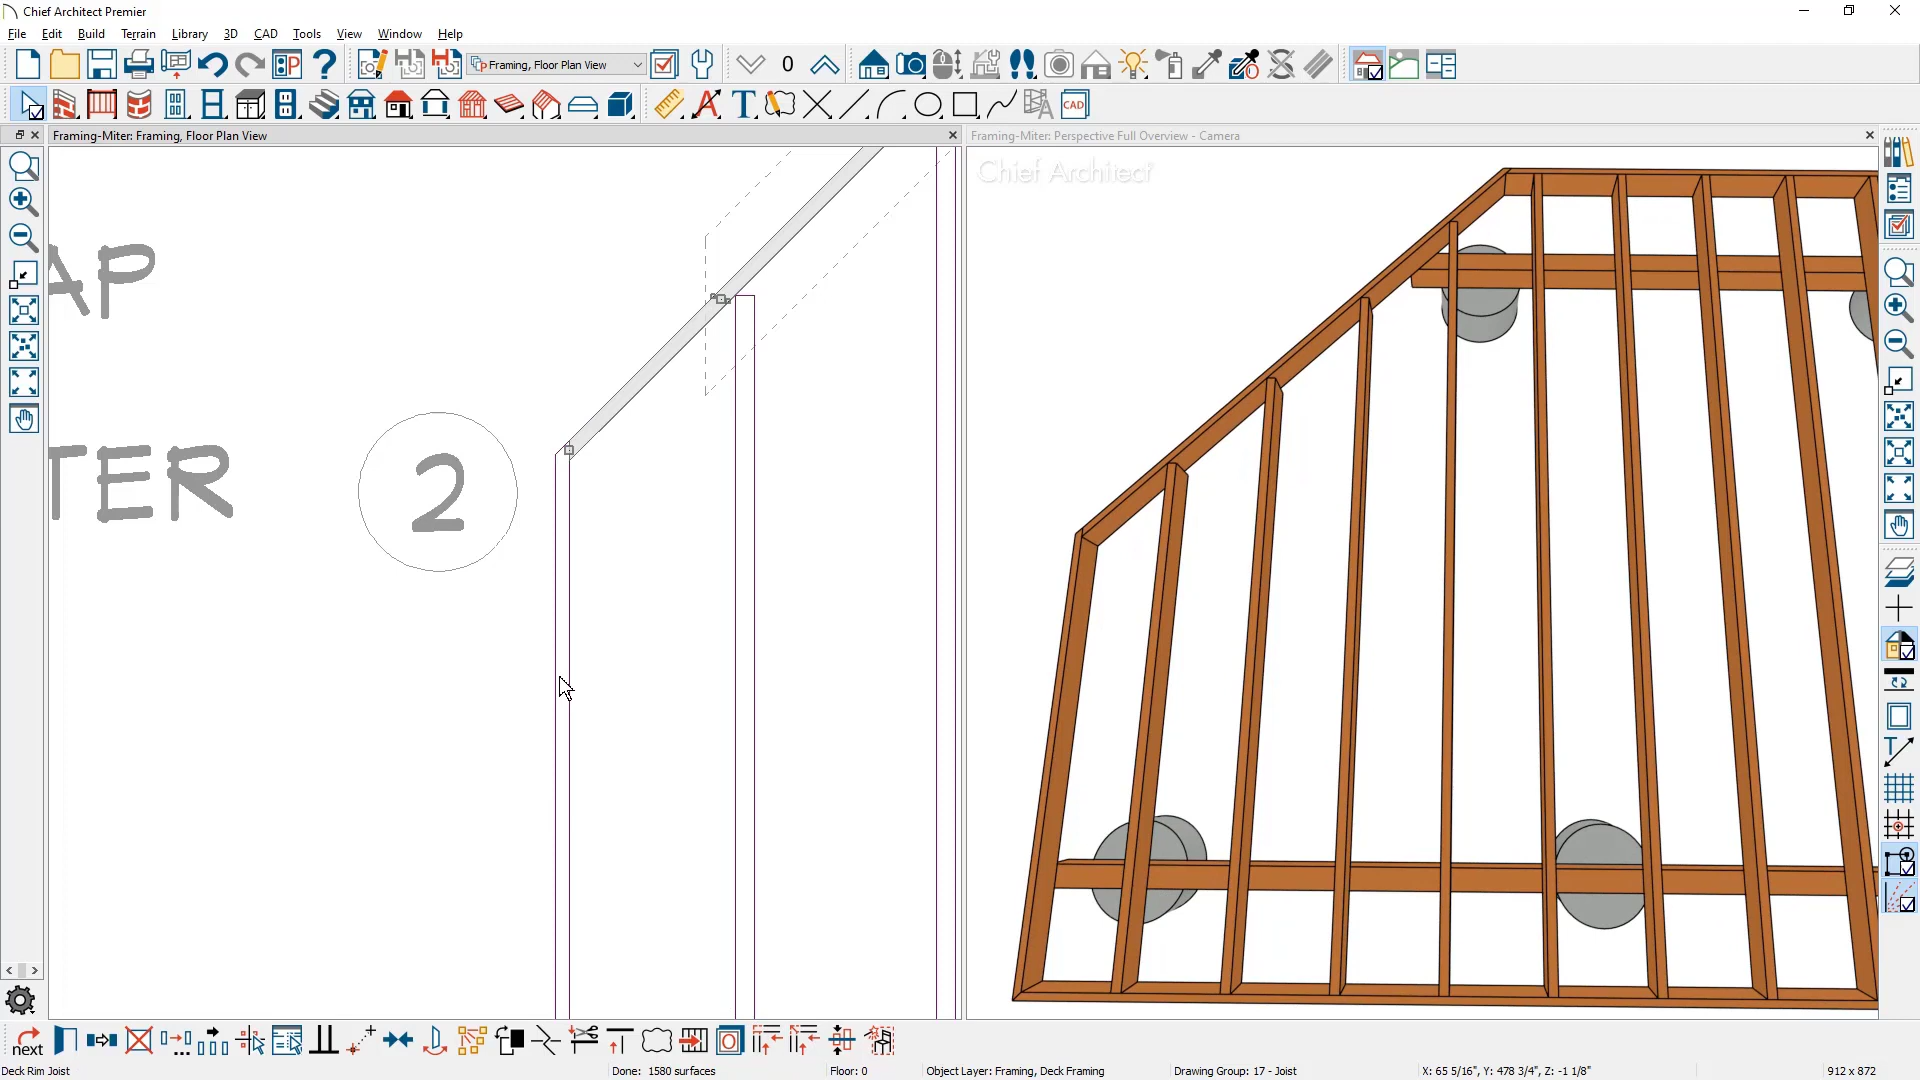 Chief Architect Premier
File Edit Build Terrain Library 3D CAD Tools View Window Help
Framing, Floor Plan View
0
CAD
Framing-Miter: Framing, Floor Plan View
Framing-Miter: Perspective Full Overview - Camera
Chief Architect
AP
TER
2
next
Deck Rim Joist
Done: 1580 surfaces
Floor: 0
Object Layer: Framing, Deck Framing
Drawing Group: 17 - Joist
X: 65 5/16", Y: 478 3/4", Z: -1 1/8"
912 x 872